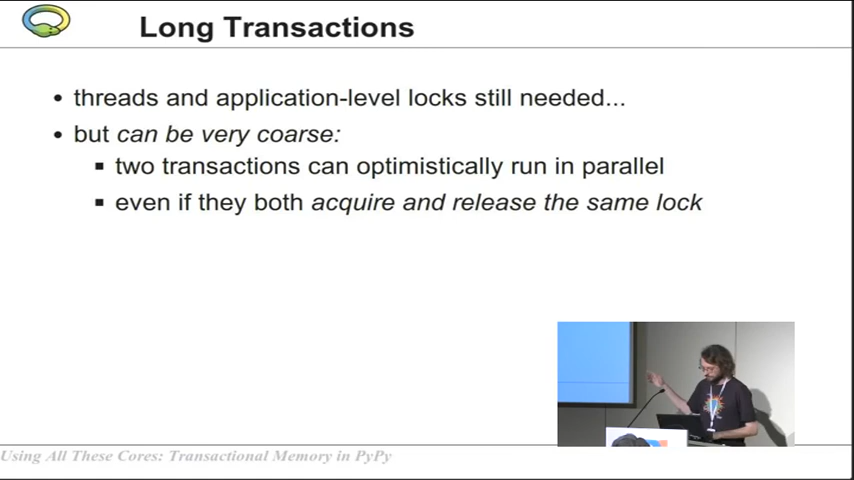 Long Transactions
• threads and application-level locks still needed...
• but can be very coarse:
▪ two transactions can optimistically run in parallel
▪ even if they both acquire and release the same lock
Using All These Cores: Transactional Memory in PyPy